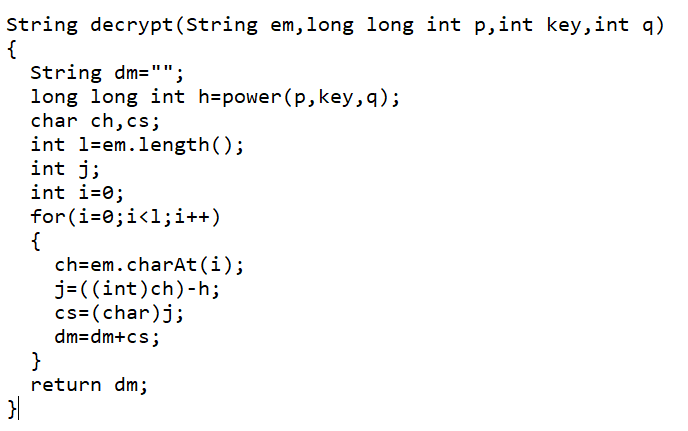 String decrypt(String em,long long int p,int key,int q)
{
  String dm="";
  long long int h=power(p,key,q);
  char ch,cs;
  int l=em.length();
  int j;
  int i=0;
  for(i=0;i<l;i++)
  {
    ch=em.charAt(i);
    j=((int)ch)-h;
    cs=(char)j;
    dm=dm+cs;
  }
  return dm;
}